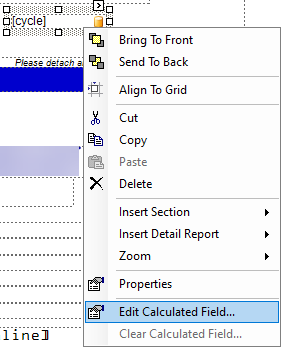 [cycle]
Bring To Front
Please detach a
Send To Back
Align To Grid
Cut
Copy
Paste
Delete
Insert Section
Insert Detail Report
Zoom
Properties
Edit Calculated Field...
line]
Clear Calculated Field...